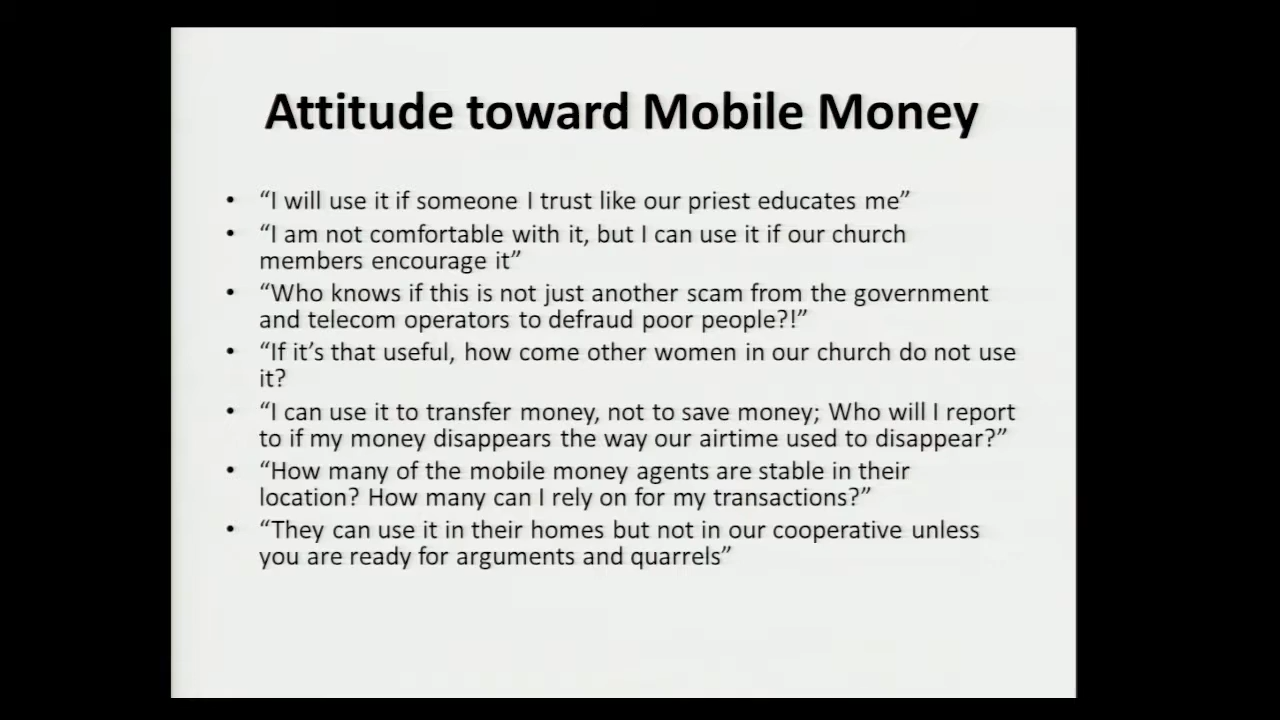 Attitude toward Mobile Money
• “I will use it if someone I trust like our priest educates me”
• “I am not comfortable with it, but I can use it if our church
members encourage it”
• “Who knows if this is not just another scam from the government
and telecom operators to defraud poor people?!”
• “If it’s that useful, how come other women in our church do not use
it?
• “I can use it to transfer money, not to save money; Who will I report
to if my money disappears the way our airtime used to disappear?”
• “How many of the mobile money agents are stable in their
location? How many can I rely on for my transactions?”
• “They can use it in their homes but not in our cooperative unless
you are ready for arguments and quarrels”